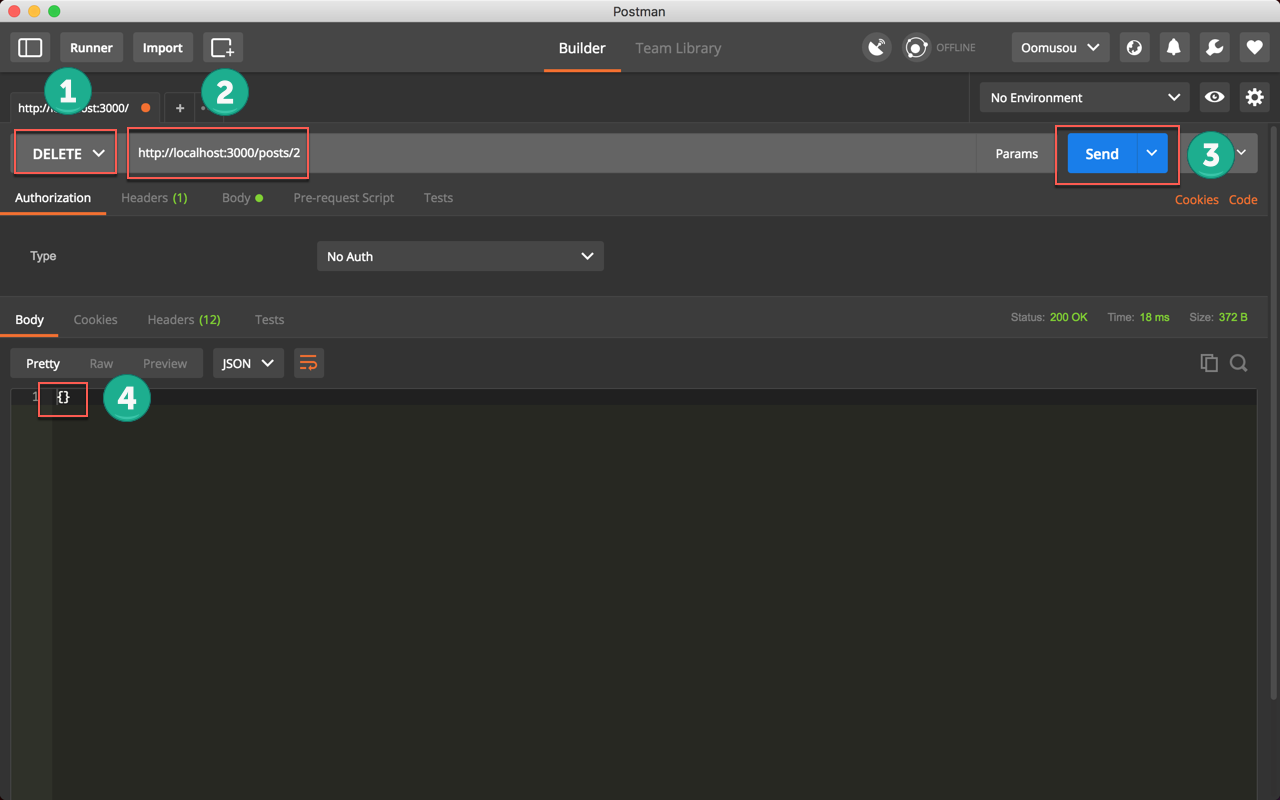 Postman
Runner Import Builder Team Library OFFLINE Oomusou
1 2
http://l st:3000/ + No Environment
DELETE http://localhost:3000/posts/2 Params Send 3
Authorization Headers (1) Body Pre-request Script Tests Cookies Code
Type No Auth
Body Cookies Headers (12) Tests Status: 200 OK Time: 18 ms Size: 372 B
Pretty Raw Preview JSON
1 {} 4